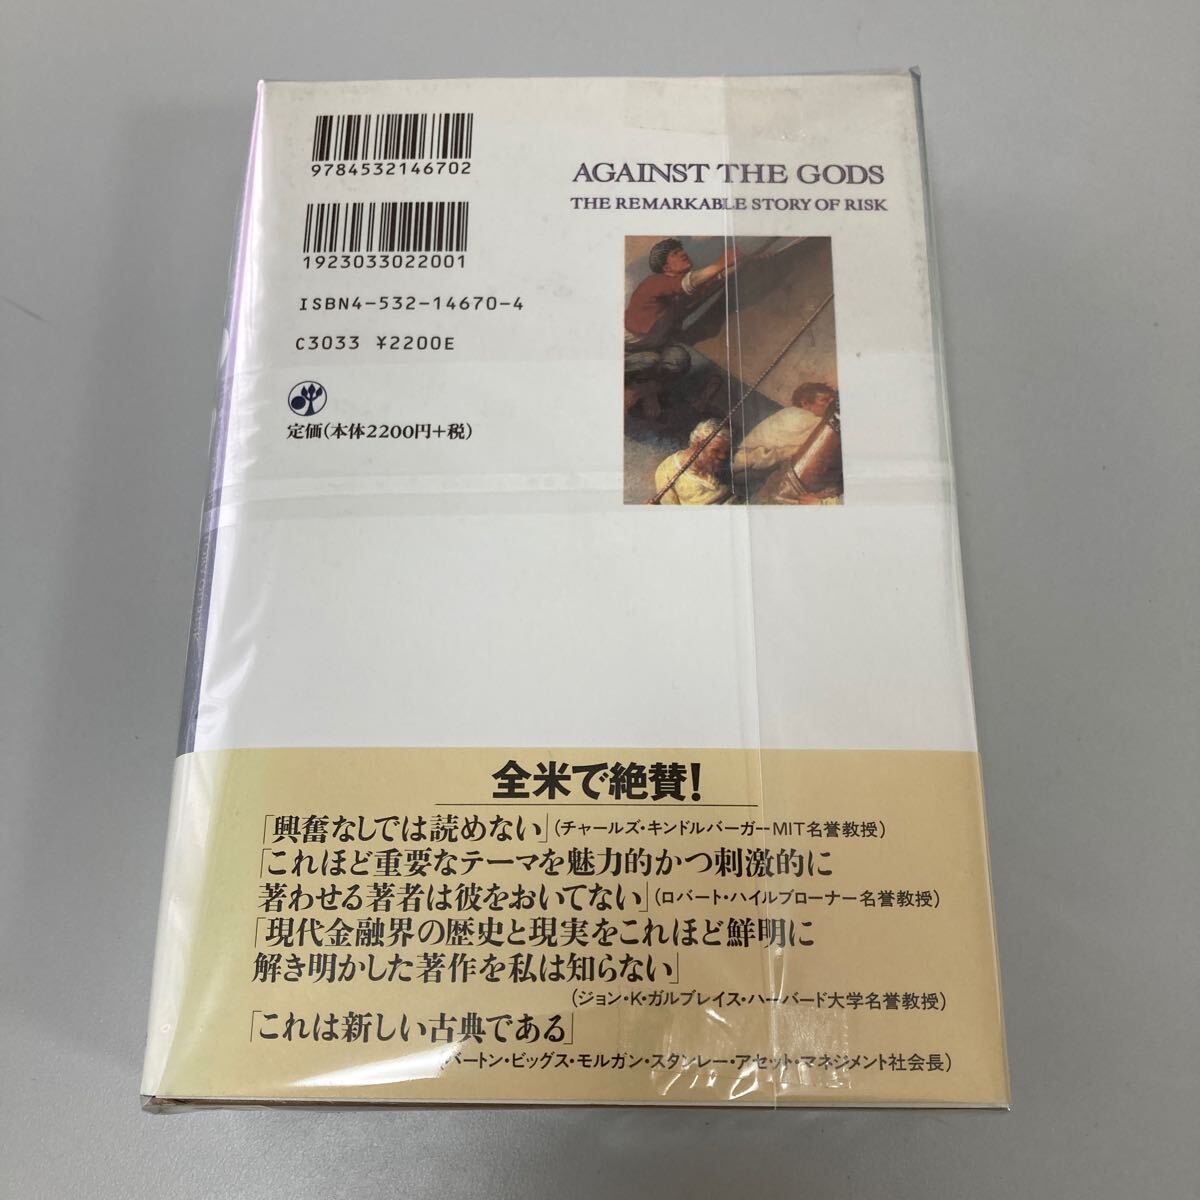 9784532146702
1923033022001
ISBN4-532-14670-4
C3033 ¥2200E
定価(本体2200円+税)
AGAINST THE GODS
THE REMARKABLE STORY OF RISK
全米で絶賛!
「興奮なしでは読めない」(チャールズ・キンドルバーガーMIT名誉教授)
「これほど重要なテーマを魅力的かつ刺激的に
著わせる著者は彼をおいてない」(ロバート・ハイルブローナー名誉教授)
「現代金融界の歴史と現実をこれほど鮮明に
解き明かした著作を私は知らない」
(ジョン・K・ガルブレイス・ハーバード大学名誉教授)
「これは新しい古典である」
(バートン・ビッグス・モルガン・スタンレー・アセット・マネジメント社会長)